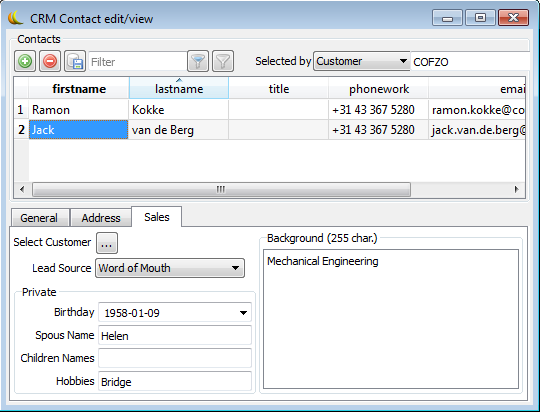 CRM Contact edit/view
Contacts
Filter Selected by Customer COFZO
firstname lastname title phonework emai
1 Ramon Kokke +31 43 367 5280 ramon.kokke@co
2 Jack van de Berg +31 43 367 5280 jack.van.de.berg@
General Address Sales
Select Customer ...
Lead Source Word of Mouth
Private
Birthday 1958-01-09
Spous Name Helen
Children Names
Hobbies Bridge
Background (255 char.)
Mechanical Engineering